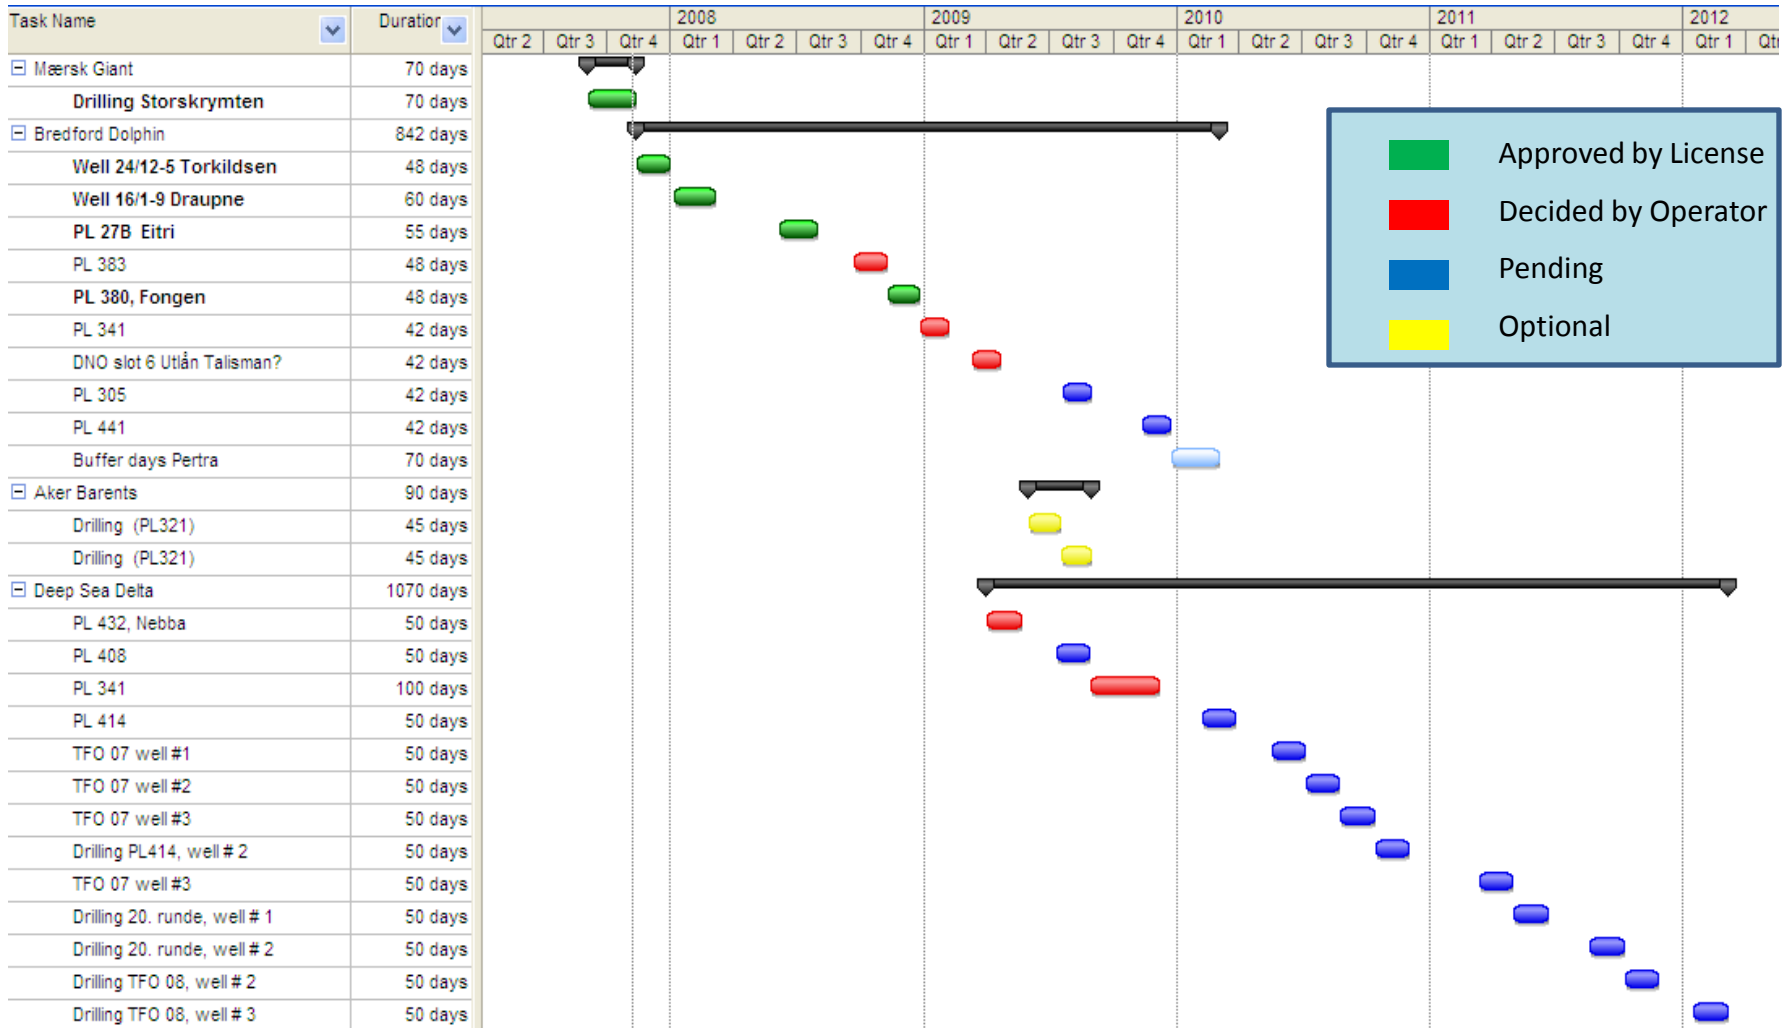 Task Name Duration
2008 2009 2010 2011 2012
Qtr 2 Qtr 3 Qtr 4 Qtr 1 Qtr 2 Qtr 3 Qtr 4 Qtr 1 Qtr 2 Qtr 3 Qtr 4 Qtr 1 Qtr 2 Qtr 3 Qtr 4 Qtr 1 Qtr 2 Qtr 3 Qtr 4 Qtr 1 Qtr
Mærsk Giant 70 days
Drilling Storskrymten 70 days
Bredford Dolphin 842 days
Well 24/12-5 Torkildsen 48 days
Well 16/1-9 Draupne 60 days
PL 27B Eitri 55 days
PL 383 48 days
PL 380, Fongen 48 days
PL 341 42 days
DNO slot 6 Utlån Talisman? 42 days
PL 305 42 days
PL 441 42 days
Buffer days Pertra 70 days
Aker Barents 90 days
Drilling (PL321) 45 days
Drilling (PL321) 45 days
Deep Sea Delta 1070 days
PL 432, Nebba 50 days
PL 408 50 days
PL 341 100 days
PL 414 50 days
TFO 07 well #1 50 days
TFO 07 well #2 50 days
TFO 07 well #3 50 days
Drilling PL414, well # 2 50 days
TFO 07 well #3 50 days
Drilling 20. runde, well # 1 50 days
Drilling 20. runde, well # 2 50 days
Drilling TFO 08, well # 2 50 days
Drilling TFO 08, well # 3 50 days
Approved by License
Decided by Operator
Pending
Optional